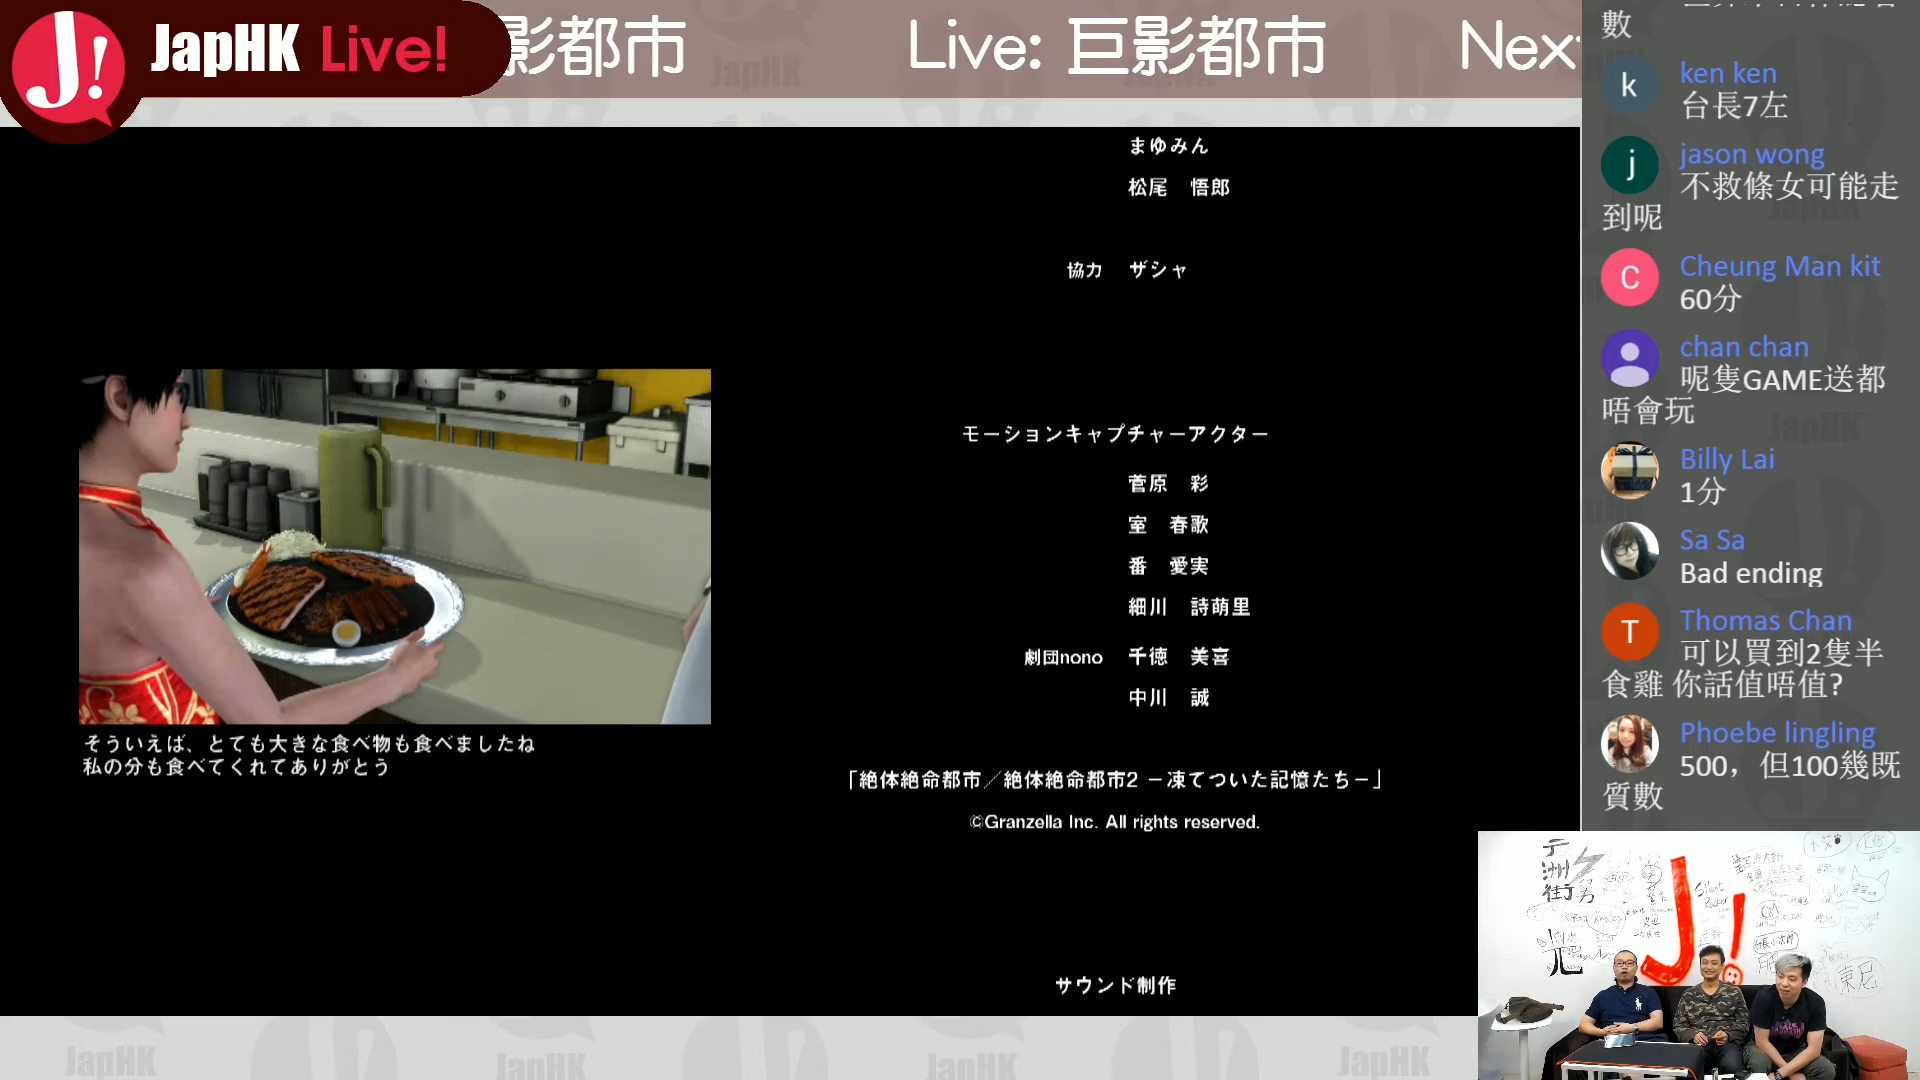 JapHK Live!
影都市
Live: 巨影都市
Nex
まゆみん
松尾 悟郎
協力 ザシャ
モーションキャプチャーアクター
菅原 彩
室 春歌
番 愛実
細川 詩萌里
劇団nono 千徳 美喜
中川 誠
「絶体絶命都市/絶体絶命都市2 −凍てついた記憶たち−」
©Granzella Inc. All rights reserved.
サウンド制作
そういえば、とても大きな食べ物も食べましたね
私の分も食べてくれてありがとう
數
k
ken ken
台長7左
j
jason wong
不救條女可能走
到呢
C
Cheung Man kit
60分
chan chan
呢隻GAME送都
唔會玩
Billy Lai
1分
Sa Sa
Bad ending
T
Thomas Chan
可以買到2隻半
食雞 你話值唔值?
Phoebe lingling
500，但100幾既
質數
J!
JapHK
JapHK
JapHK
JapHK